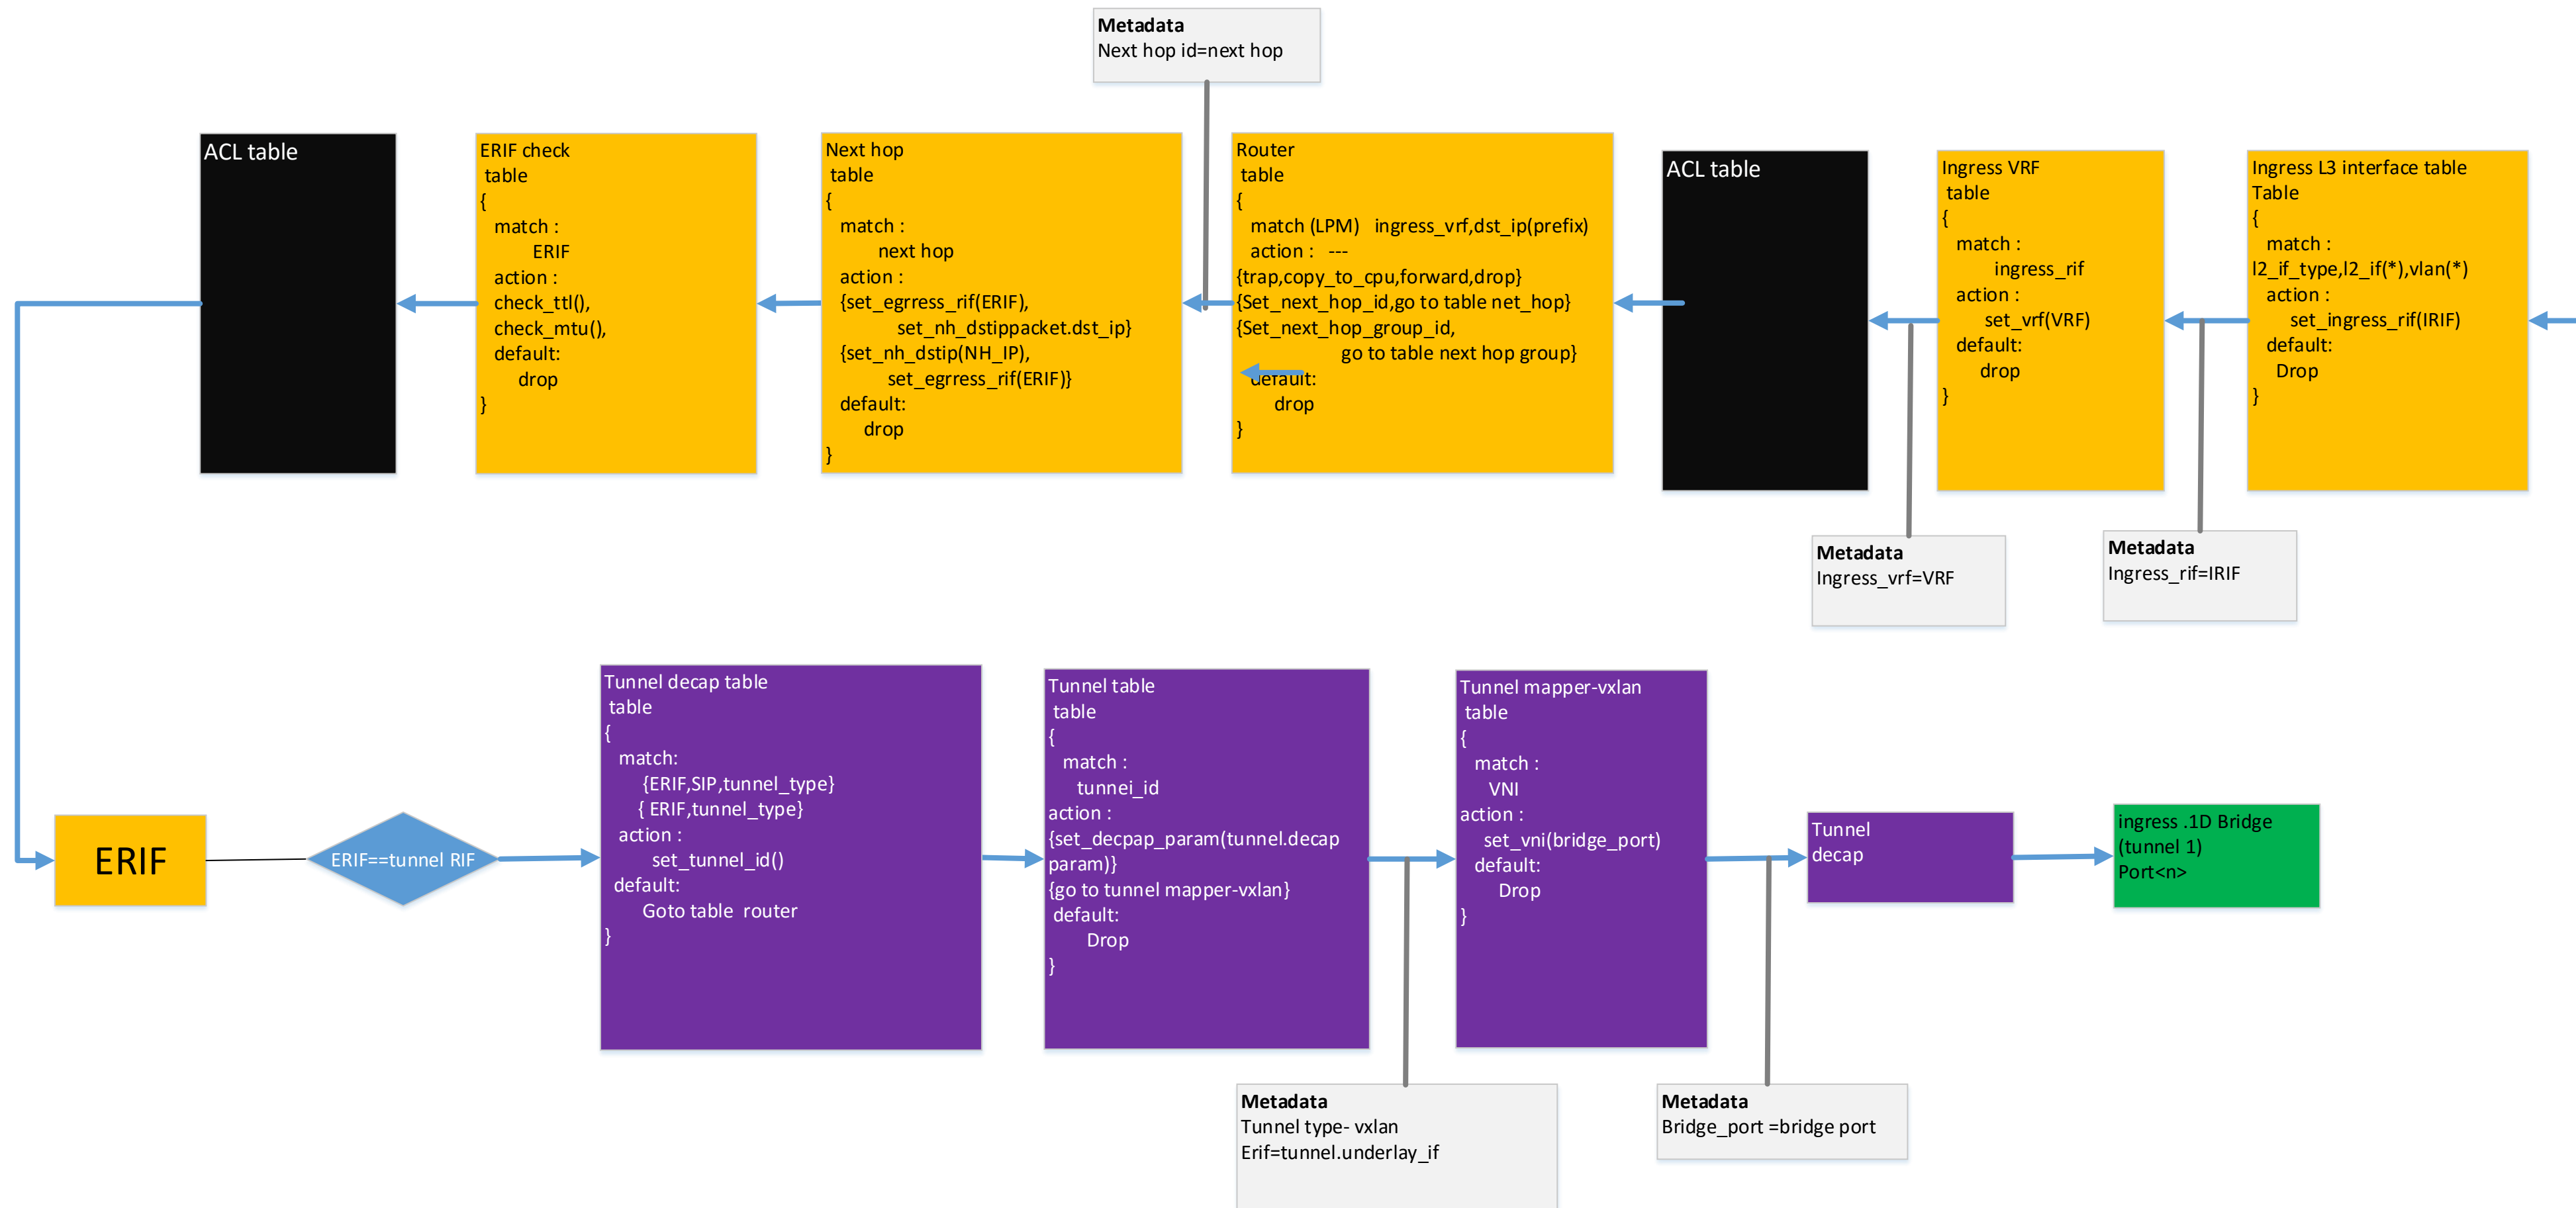 Metadata
Next hop id=next hop
ACL table
ERIF check
table
{
match :
ERIF
action :
check_ttl(),
check_mtu(),
default:
drop
}
Next hop
table
{
match :
next hop
action :
{set_egrress_rif(ERIF),
set_nh_dstippacket.dst_ip}
{set_nh_dstip(NH_IP),
set_egrress_rif(ERIF)}
default:
drop
}
Router
table
{
match (LPM) ingress_vrf,dst_ip(prefix)
action : ---
{trap,copy_to_cpu,forward,drop}
{Set_next_hop_id,go to table net_hop}
{Set_next_hop_group_id,
go to table next hop group}
default:
drop
}
ACL table
Ingress VRF
table
{
match :
ingress_rif
action :
set_vrf(VRF)
default:
drop
}
Ingress L3 interface table
Table
{
match :
l2_if_type,l2_if(*),vlan(*)
action :
set_ingress_rif(IRIF)
default:
Drop
}
Metadata
Ingress_vrf=VRF
Metadata
Ingress_rif=IRIF
ERIF
ERIF==tunnel RIF
Tunnel decap table
table
{
match:
{ERIF,SIP,tunnel_type}
{ ERIF,tunnel_type}
action :
set_tunnel_id()
default:
Goto table router
}
Tunnel table
table
{
match :
tunnei_id
action :
{set_decpap_param(tunnel.decap
param)}
{go to tunnel mapper-vxlan}
default:
Drop
}
Tunnel mapper-vxlan
table
{
match :
VNI
action :
set_vni(bridge_port)
default:
Drop
}
Tunnel
decap
ingress .1D Bridge
(tunnel 1)
Port<n>
Metadata
Tunnel type- vxlan
Erif=tunnel.underlay_if
Metadata
Bridge_port =bridge port